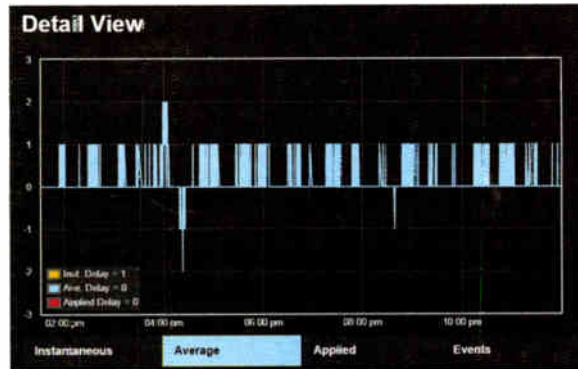 Detail View
3
2
1
0
-1
-2
-3
Inst. Delay = 1
Ave. Delay = 0
Applied Delay = 0
02:00 pm 04:00 pm 06:00 pm 08:00 pm 10:00 pm
Instantaneous Average Applied Events